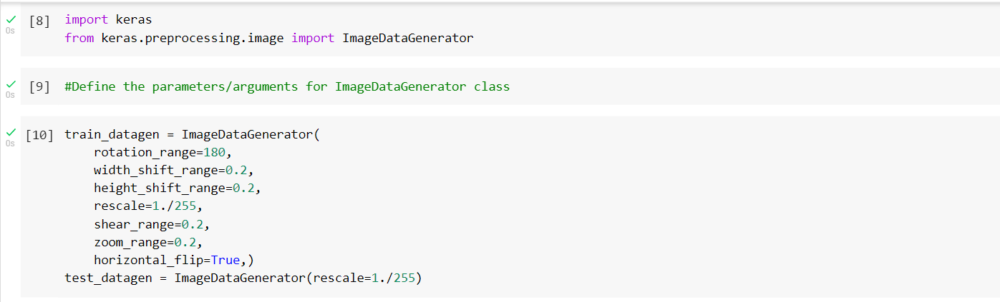 [8] import keras
0s from keras.preprocessing.image import ImageDataGenerator
[9] #Define the parameters/arguments for ImageDataGenerator class
0s
[10] train_datagen = ImageDataGenerator(
0s rotation_range=180,
width_shift_range=0.2,
height_shift_range=0.2,
rescale=1./255,
shear_range=0.2,
zoom_range=0.2,
horizontal_flip=True,)
test_datagen = ImageDataGenerator(rescale=1./255)